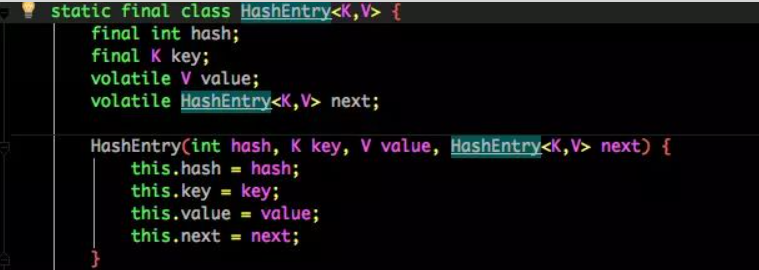 static final class HashEntry<K,V> {
final int hash;
final K key;
volatile V value;
volatile HashEntry<K,V> next;
HashEntry(int hash, K key, V value, HashEntry<K,V> next) {
this.hash = hash;
this.key = key;
this.value = value;
this.next = next;
}